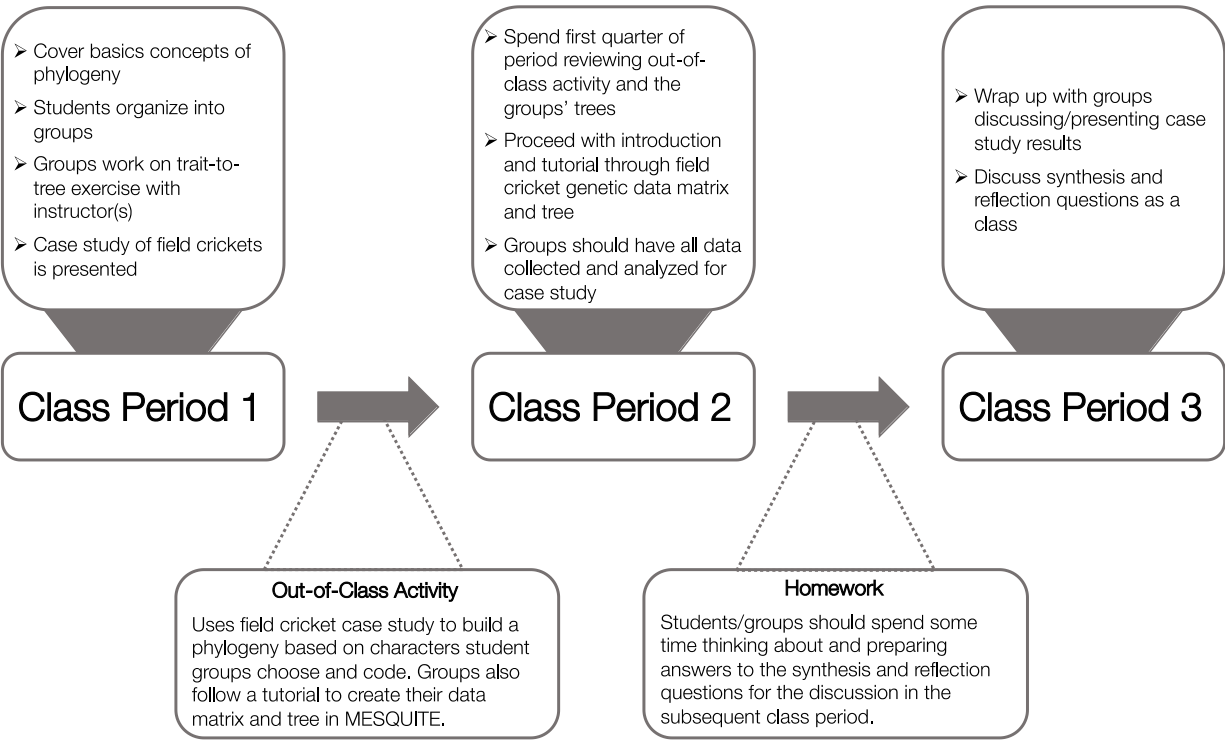 ➢ Cover basics concepts of
phylogeny
➢ Students organize into
groups
➢ Groups work on trait-to-
tree exercise with
instructor(s)
➢ Case study of field crickets
is presented
Class Period 1
➢ Spend first quarter of
period reviewing out-of-
class activity and the
groups’ trees
➢ Proceed with introduction
and tutorial through field
cricket genetic data matrix
and tree
➢ Groups should have all data
collected and analyzed for
case study
Class Period 2
➢ Wrap up with groups
discussing/presenting case
study results
➢ Discuss synthesis and
reflection questions as a
class
Class Period 3
Out-of-Class Activity
Uses field cricket case study to build a
phylogeny based on characters student
groups choose and code. Groups also
follow a tutorial to create their data
matrix and tree in MESQUITE.
Homework
Students/groups should spend some
time thinking about and preparing
answers to the synthesis and reflection
questions for the discussion in the
subsequent class period.